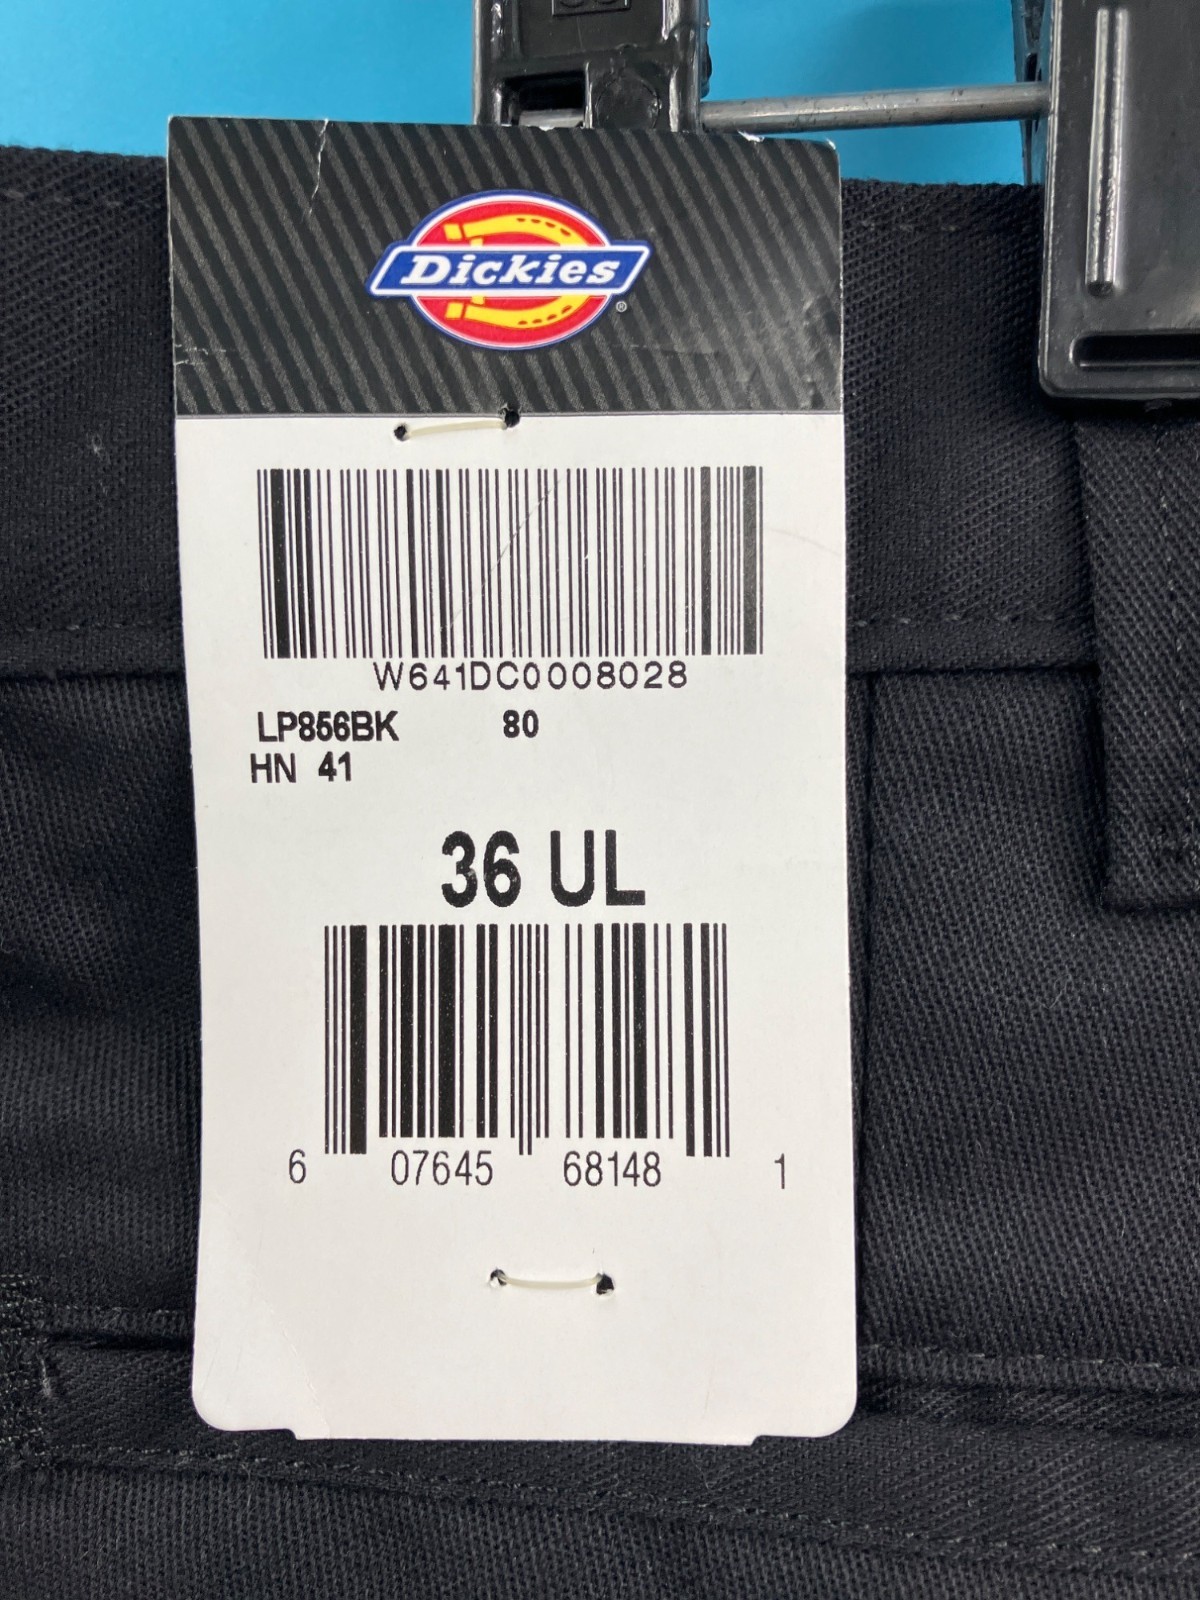 Dickies®
W641DC0008028
LP856BK 80
HN 41
36 UL
6 07645 68148 1